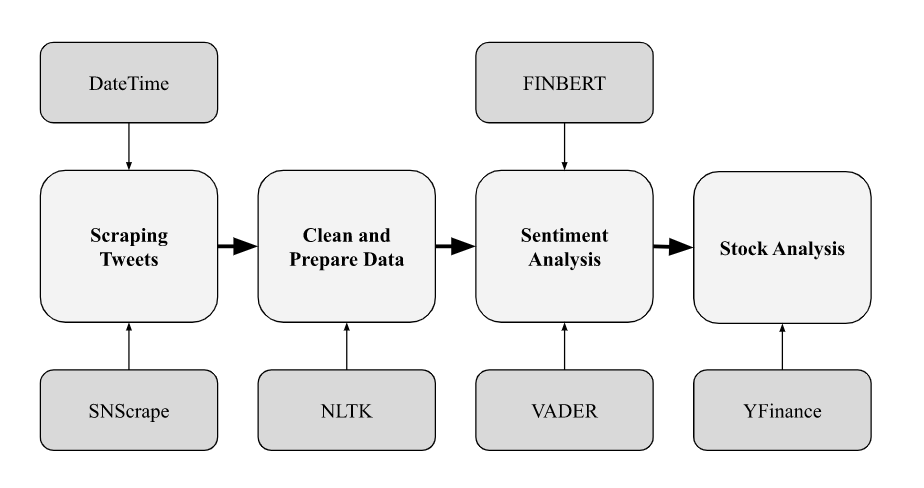 DateTime
FINBERT
Scraping
Tweets
Clean and
Prepare Data
Sentiment
Analysis
Stock Analysis
SNScrape
NLTK
VADER
YFinance